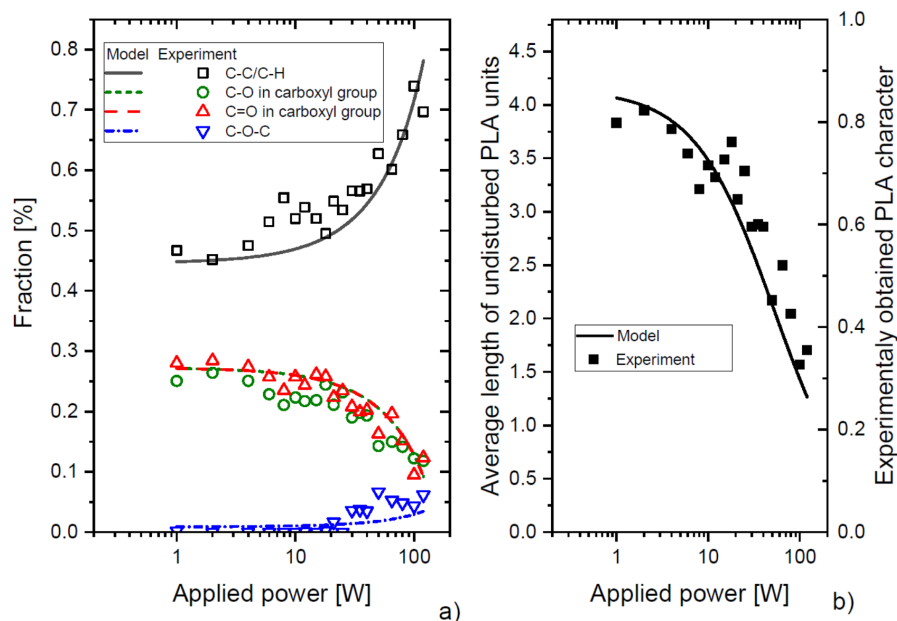 0.8
0.7
0.6
0.5
0.4
0.3
0.2
0.1
0.0
Fraction [%]
Model Experiment
C-C/C-H
C-O in carboxyl group
C=O in carboxyl group
C-O-C
1 10 100
Applied power [W]
a)
4.5
4.0
3.5
3.0
2.5
2.0
1.5
1.0
0.5
0.0
Average length of undisturbed PLA units
Model
Experiment
1 10 100
Applied power [W]
1.0
0.8
0.6
0.4
0.2
0.0
Experimentaly obtained PLA character
b)